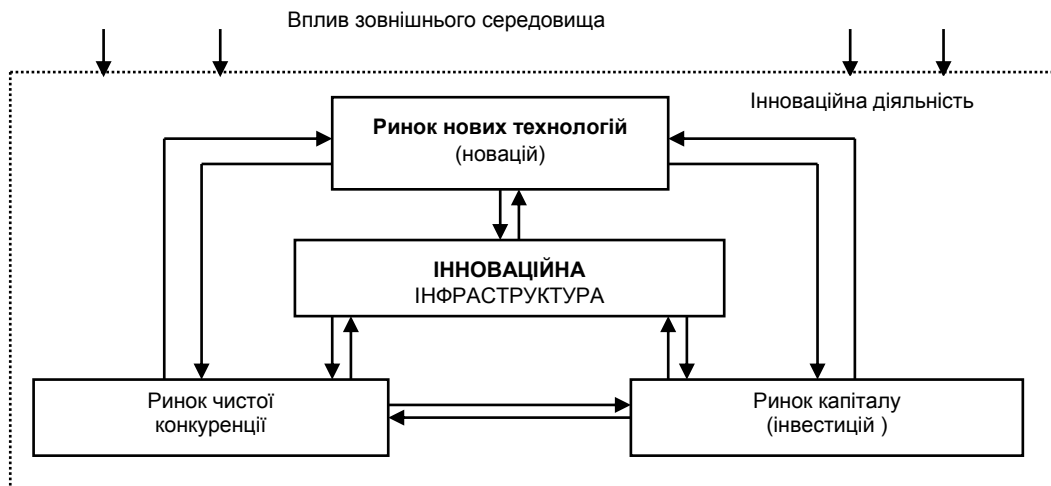 Вплив зовнішнього середовища
Інноваційна діяльність
Ринок нових технологій
(новацій)
ІННОВАЦІЙНА
ІНФРАСТРУКТУРА
Ринок чистої
конкуренції
Ринок капіталу
(інвестицій )